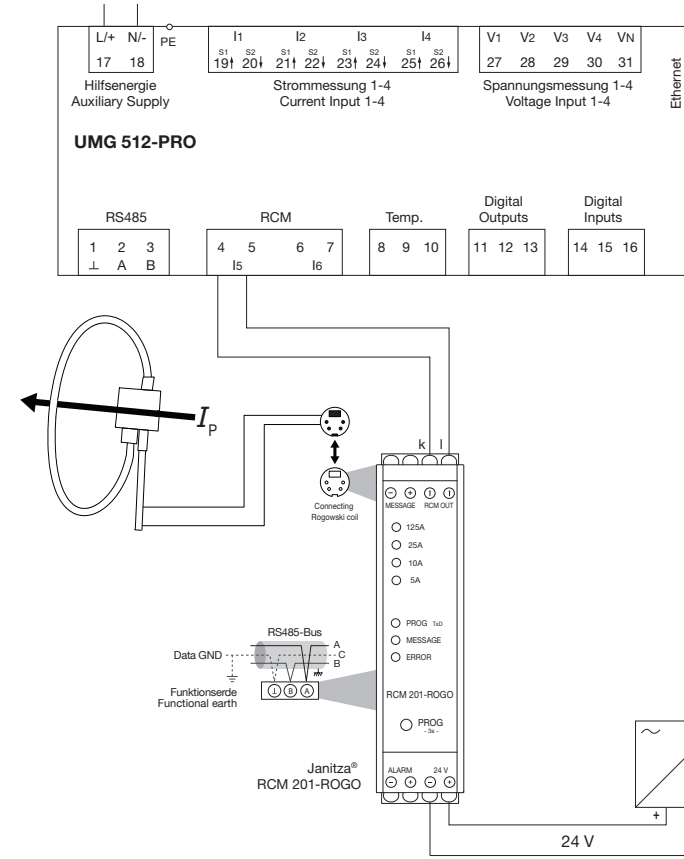 L/+ N/- PE
17 18
Hilfsenergie
Auxiliary Supply
I1 I2 I3 I4
S1 S2 S1 S2 S1 S2 S1 S2
19 20 21 22 23 24 25 26
Strommessung 1-4
Current Input 1-4
V1 V2 V3 V4 VN
27 28 29 30 31
Spannungsmessung 1-4
Voltage Input 1-4
Ethernet
UMG 512-PRO
RS485
1 2 3
⊥ A B
RCM
4 5 6 7
I5 I6
Temp.
8 9 10
Digital
Outputs
11 12 13
Digital
Inputs
14 15 16
IP
Connecting
Rogowski coil
k l
MESSAGE RCM OUT
125A
25A
10A
5A
PROG TxD
MESSAGE
ERROR
RCM 201-ROGO
PROG
- 3s -
ALARM 24 V
RS485-Bus
A
C
B
Data GND
B A
Funktionserde
Functional earth
Janitza®
RCM 201-ROGO
~
+
24 V